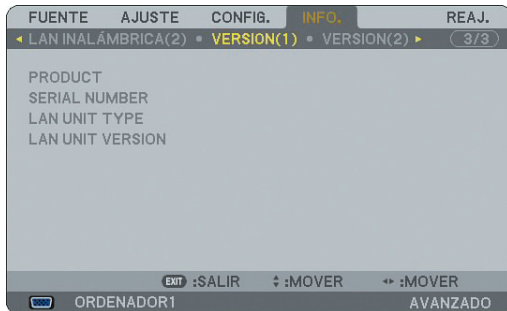 FUENTE AJUSTE CONFIG. INFO. REAJ.
LAN INALÁMBRICA(2) • VERSION(1) • VERSION(2) 3/3
PRODUCT
SERIAL NUMBER
LAN UNIT TYPE
LAN UNIT VERSION
EXIT :SALIR :MOVER :MOVER
ORDENADOR1 AVANZADO